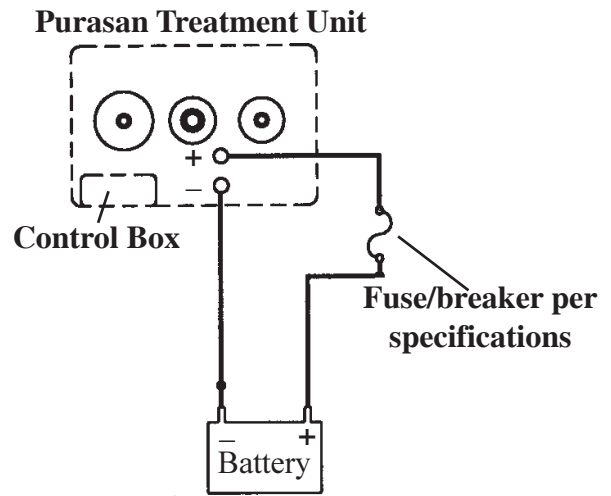 Purasan Treatment Unit
+
–
Control Box
Fuse/breaker per
specifications
– +
Battery